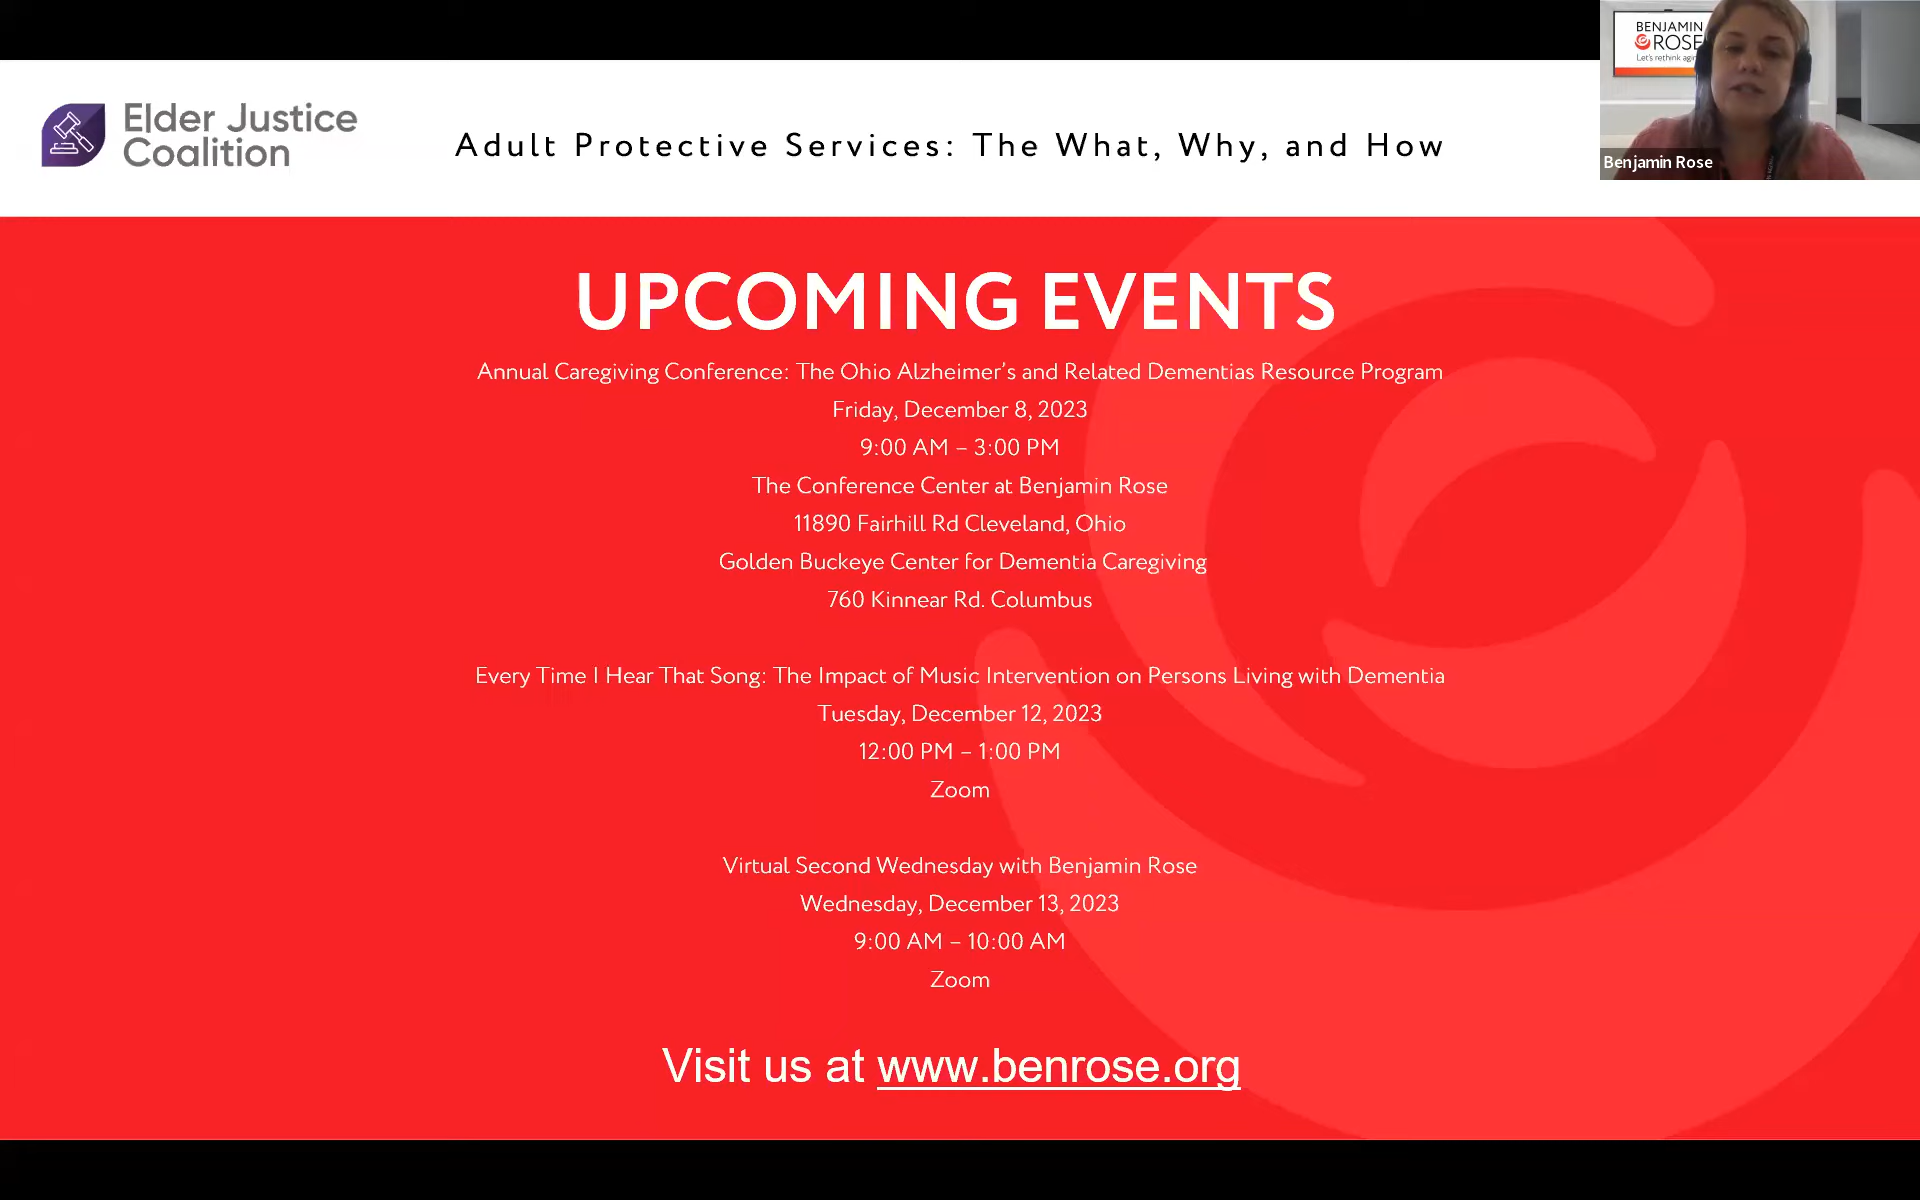 BENJAMIN
ROSE
Let's rethink
Benjamin Rose
Elder Justice
Coalition
Adult Protective Services: The What, Why, and How
UPCOMING EVENTS
Annual Caregiving Conference: The Ohio Alzheimer's and Related Dementias Resource Program
Friday, December 8, 2023
9:00 AM – 3:00 PM
The Conference Center at Benjamin Rose
11890 Fairhill Rd Cleveland, Ohio
Golden Buckeye Center for Dementia Caregiving
760 Kinnear Rd. Columbus
Every Time I Hear That Song: The Impact of Music Intervention on Persons Living with Dementia
Tuesday, December 12, 2023
12:00 PM – 1:00 PM
Zoom
Virtual Second Wednesday with Benjamin Rose
Wednesday, December 13, 2023
9:00 AM – 10:00 AM
Zoom
Visit us at www.benrose.org